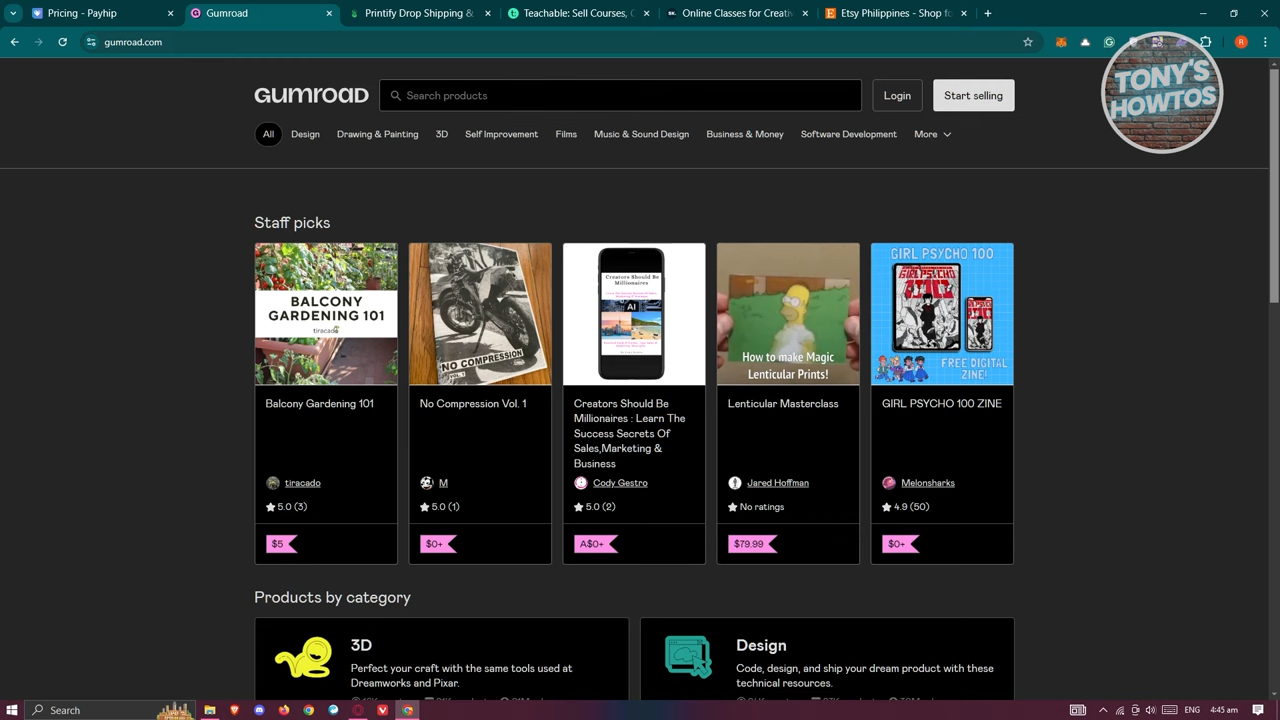 Pricing - Payhip
Gumroad
Printify Drop Shipping &
Teachable: Sell Courses, C
Online Classes for Creativ
Etsy Philippines - Shop fo
gumroad.com
TONY'S
HOWTOS
GUMROAD
Search products
Login
Start selling
All
Design
Drawing & Painting
3D
Self Improvement
Films
Music & Sound Design
Business & Money
Software Development
More
Staff picks
BALCONY
GARDENING 101
tiracado
NO COMPRESSION
Creators Should Be
Millionaires
AI
How to make Magic
Lenticular Prints!
GIRL PSYCHO 100
FREE DIGITAL
ZINE!
Balcony Gardening 101
No Compression Vol. 1
Creators Should Be
Millionaires : Learn The
Success Secrets Of
Sales,Marketing &
Business
Lenticular Masterclass
GIRL PSYCHO 100 ZINE
tiracado
M
Cody Gestro
Jared Hoffman
Melonsharks
5.0 (3)
5.0 (1)
5.0 (2)
No ratings
4.9 (50)
$5
$0+
A$0+
$79.99
$0+
Products by category
3D
Perfect your craft with the same tools used at
Dreamworks and Pixar.
Design
Code, design, and ship your dream product with these
technical resources.
Search
ENG
4:45 am